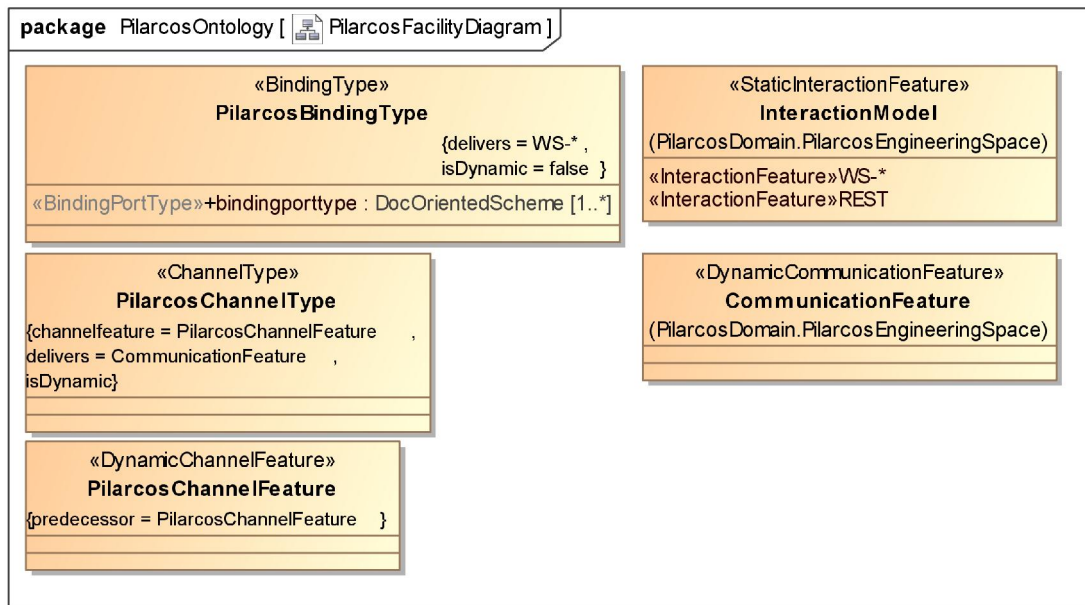 package PilarcosOntology [ PilarcosFacilityDiagram ]
«BindingType»
PilarcosBindingType
{delivers = WS-* ,
isDynamic = false }
«BindingPortType»+bindingporttype : DocOrientedScheme [1..*]
«StaticInteractionFeature»
InteractionModel
(PilarcosDomain.PilarcosEngineeringSpace)
«InteractionFeature»WS-*
«InteractionFeature»REST
«ChannelType»
PilarcosChannelType
{channelfeature = PilarcosChannelFeature ,
delivers = CommunicationFeature ,
isDynamic}
«DynamicCommunicationFeature»
CommunicationFeature
(PilarcosDomain.PilarcosEngineeringSpace)
«DynamicChannelFeature»
PilarcosChannelFeature
{predecessor = PilarcosChannelFeature }